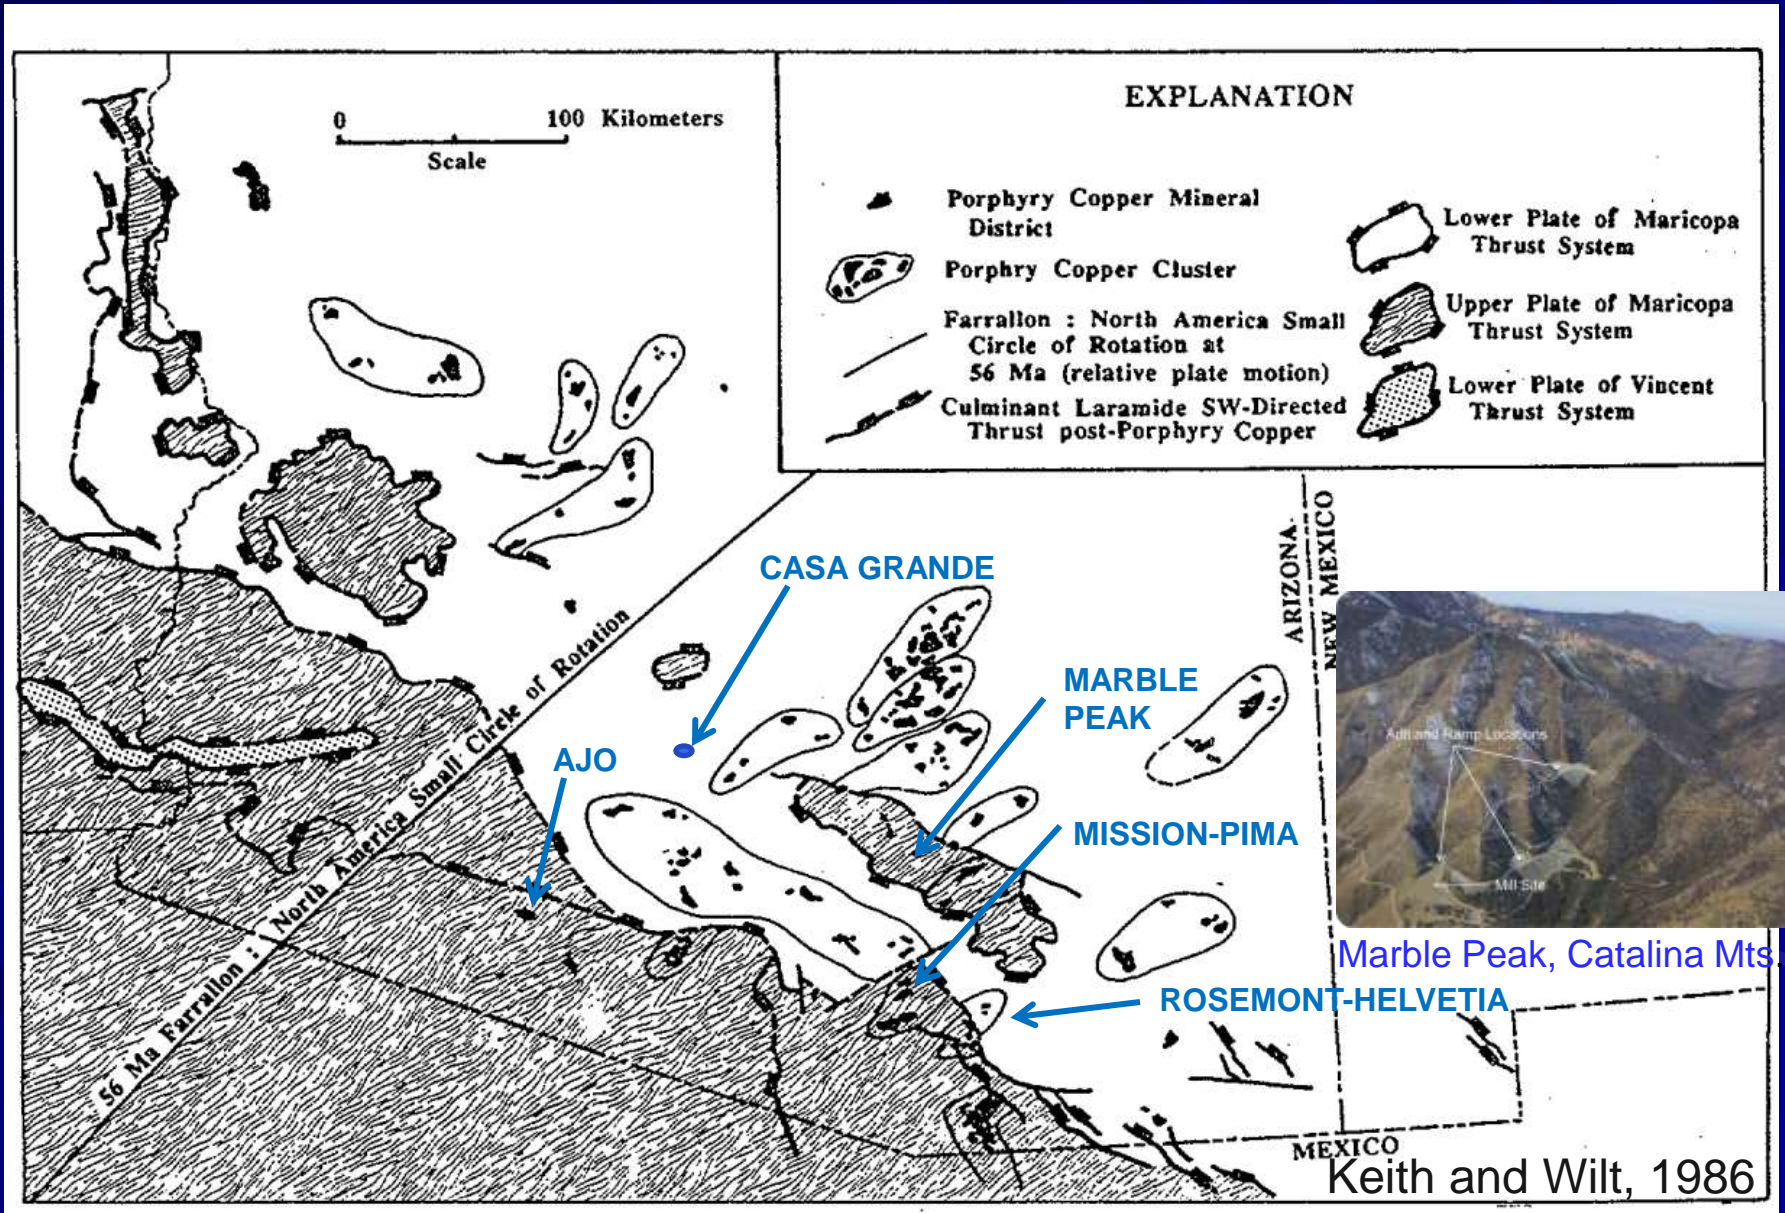 EXPLANATION
0 100 Kilometers
Scale
Porphyry Copper Mineral
District
Porphry Copper Cluster
Farrallon : North America Small
Circle of Rotation at
56 Ma (relative plate motion)
Culminant Laramide SW-Directed
Thrust post-Porphyry Copper
Lower Plate of Maricopa
Thrust System
Upper Plate of Maricopa
Thrust System
Lower Plate of Vincent
Thrust System
ARIZONA
NEW MEXICO
CASA GRANDE
MARBLE
PEAK
AJO
MISSION-PIMA
ROSEMONT-HELVETIA
56 Ma Farrallon : North America Small Circle of Rotation
Adit and Ramp Locations
Mill Site
Marble Peak, Catalina Mts.
MEXICO
Keith and Wilt, 1986